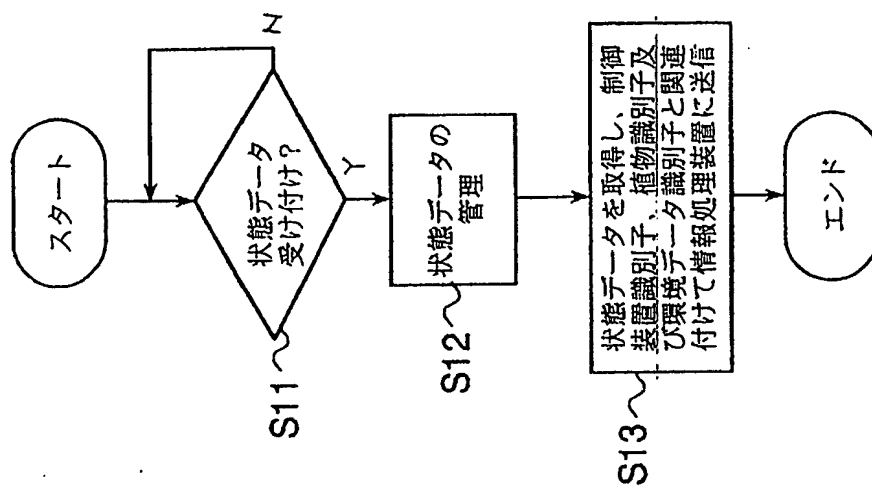 スタート
N
状態データ
受け付け?
Y
S11
状態データの
管理
S12
状態データを取得し、制御
装置識別子、植物識別子及
び環境データ識別子と関連
付けて情報処理装置に送信
S13
エンド